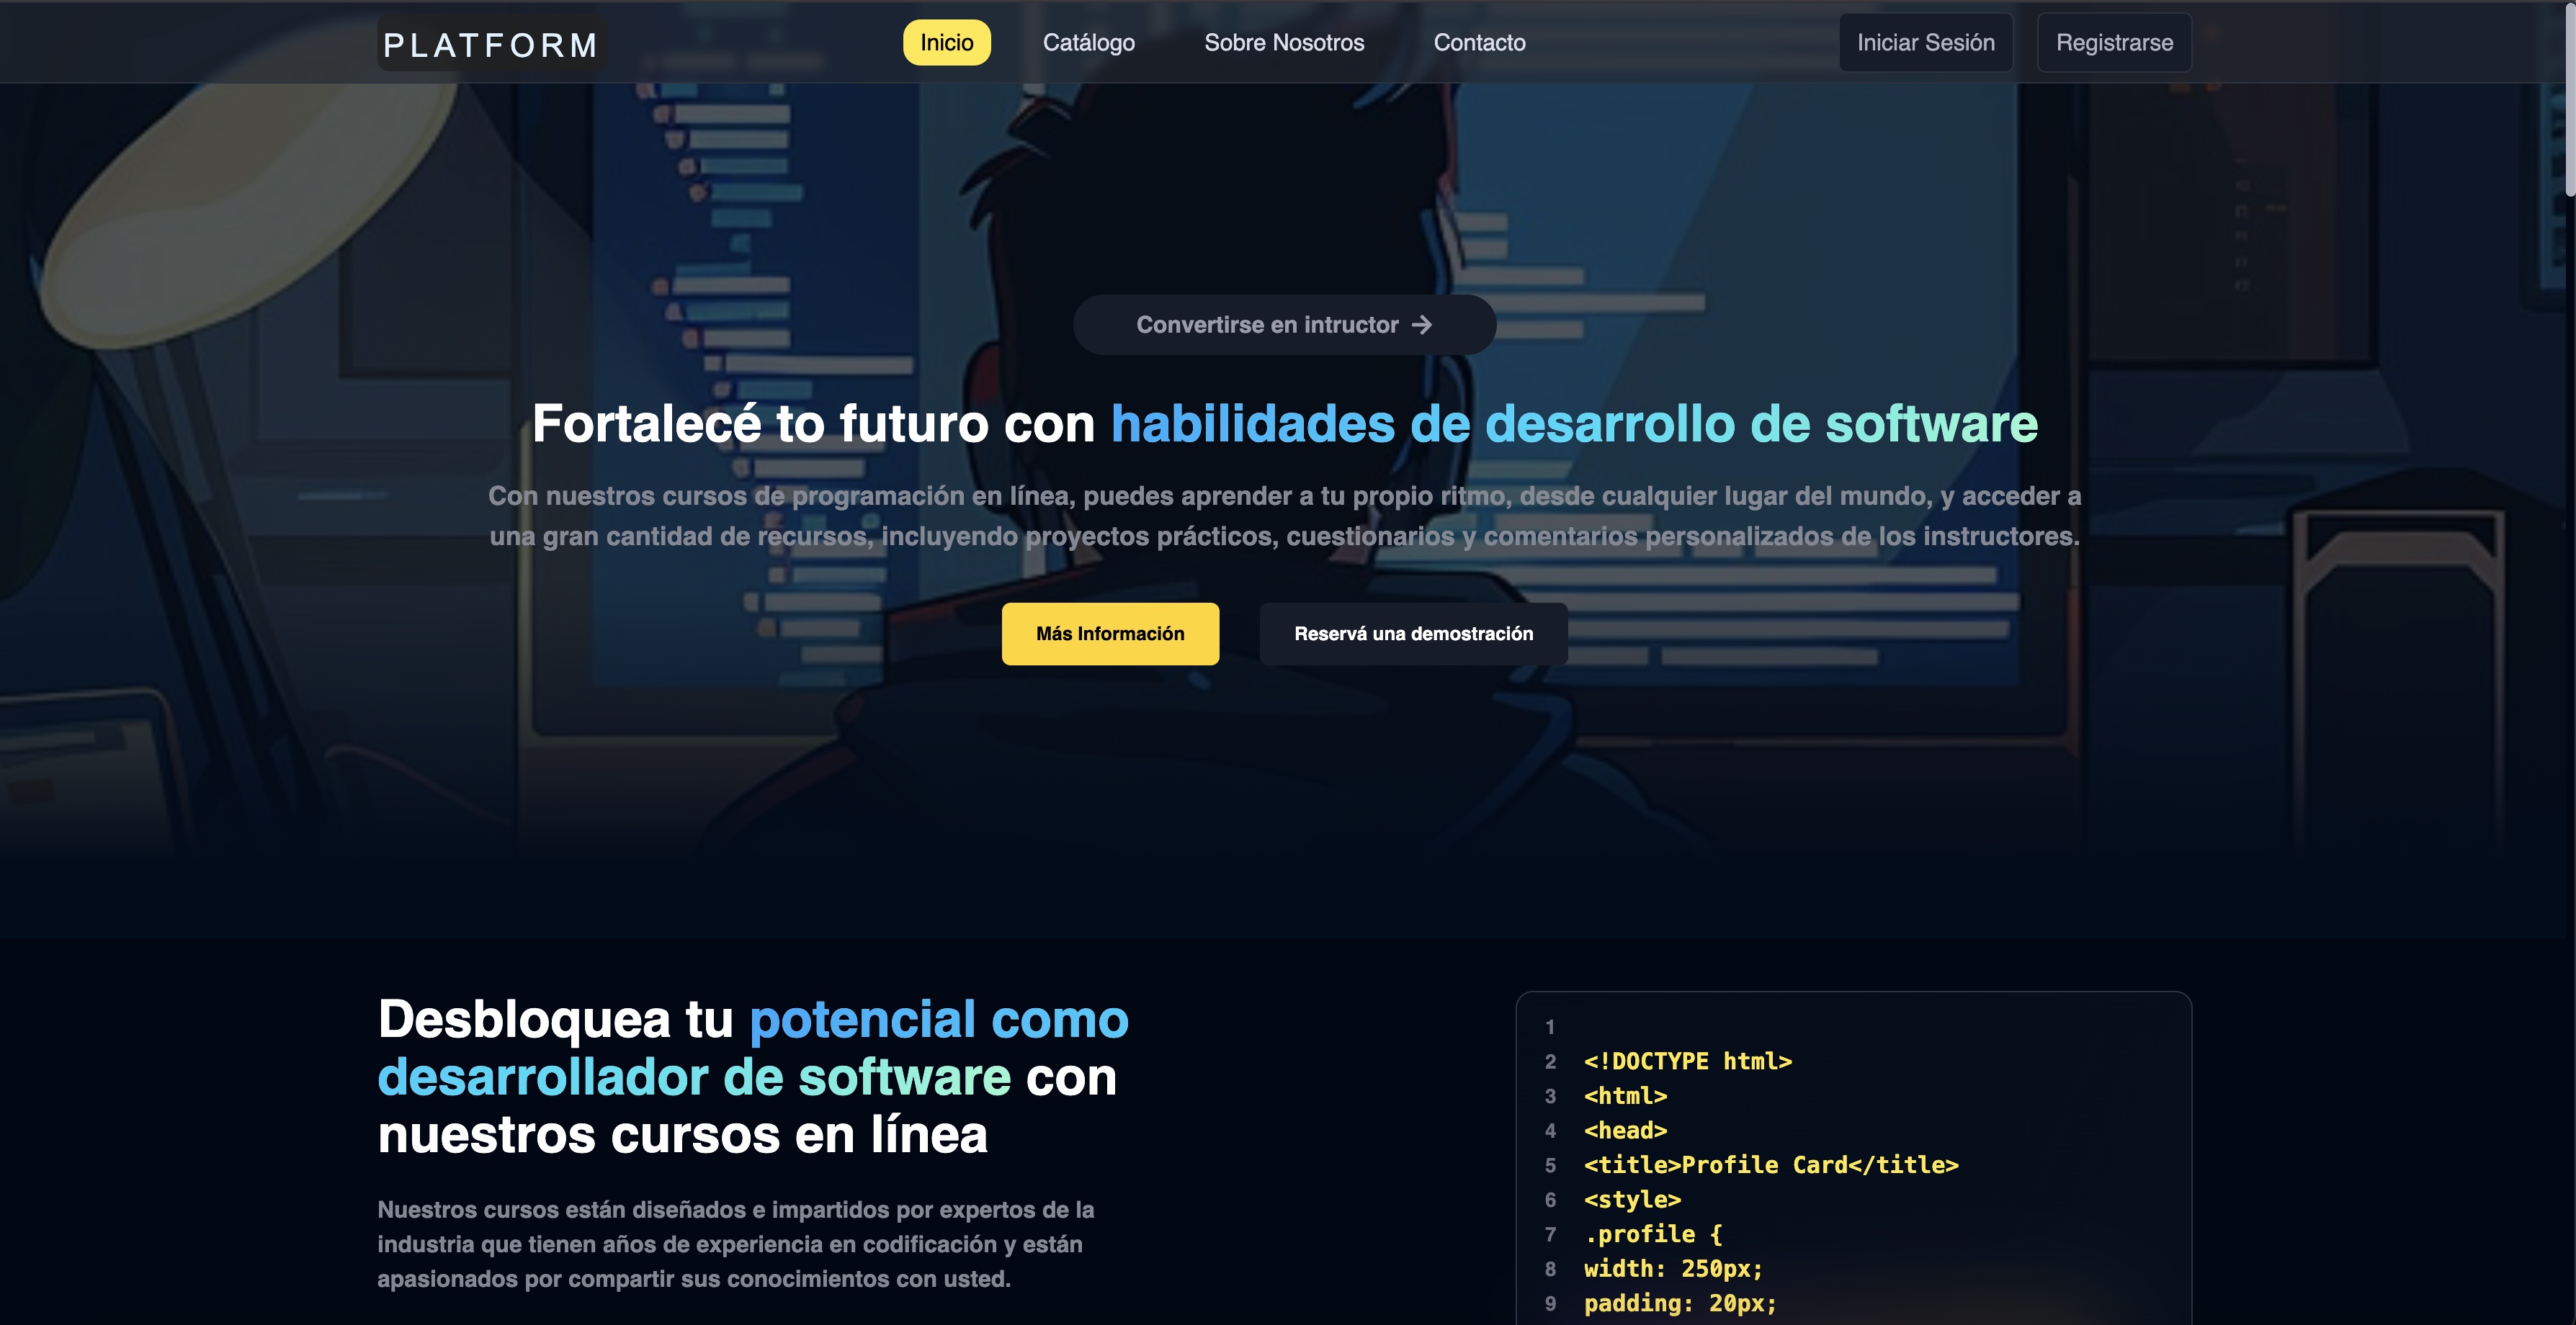 PLATFORM
Inicio
Catálogo
Sobre Nosotros
Contacto
Iniciar Sesión
Registrarse
Convertirse en intructor →
Fortalecé to futuro con habilidades de desarrollo de software
Con nuestros cursos de programación en línea, puedes aprender a tu propio ritmo, desde cualquier lugar del mundo, y acceder a
una gran cantidad de recursos, incluyendo proyectos prácticos, cuestionarios y comentarios personalizados de los instructores.
Más Información
Reservá una demostración
Desbloquea tu potencial como
desarrollador de software con
nuestros cursos en línea
Nuestros cursos están diseñados e impartidos por expertos de la
industria que tienen años de experiencia en codificación y están
apasionados por compartir sus conocimientos con usted.
1
2 <!DOCTYPE html>
3 <html>
4 <head>
5 <title>Profile Card</title>
6 <style>
7 .profile {
8 width: 250px;
9 padding: 20px;